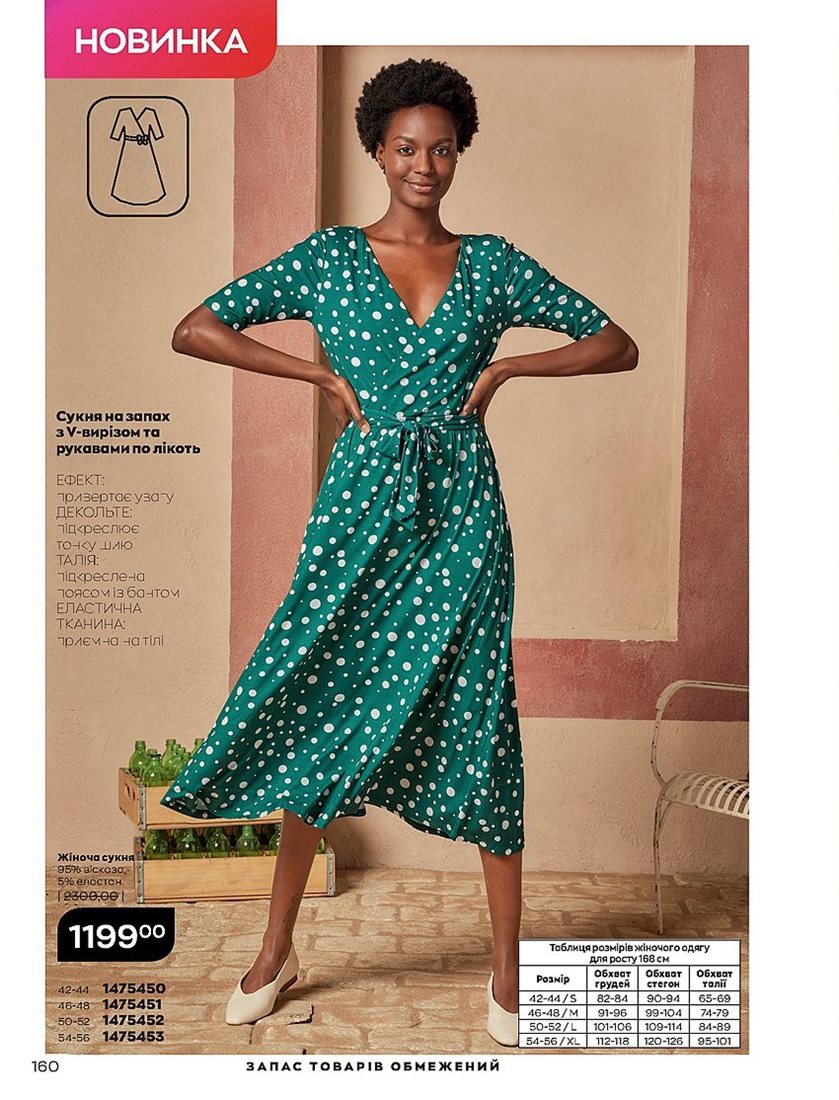 НОВИНКА
Сукня на запах
з V-вирізом та
рукавами по лікоть
ЕФЕКТ:
привертає увагу
ДЕКОЛЬТЕ:
підкреслює
тонку шию
ТАЛІЯ:
підкреслена
поясом із бантом
ЕЛАСТИЧНА
ТКАНИНА:
приємна на тілі
Жіноча сукня
95% віскоза,
5% еластан.
| 2300,00 |
1199⁰⁰
42-44 1475450
46-48 1475451
50-52 1475452
54-56 1475453
Таблиця розмірів жіночого одягу
для росту 168 см
Розмір Обхват грудей Обхват стегон Обхват талії
42-44 / S 82-84 90-94 65-69
46-48 / M 91-96 99-104 74-79
50-52 / L 101-106 109-114 84-89
54-56 / XL 112-118 120-126 95-101
160 ЗАПАС ТОВАРІВ ОБМЕЖЕНИЙ